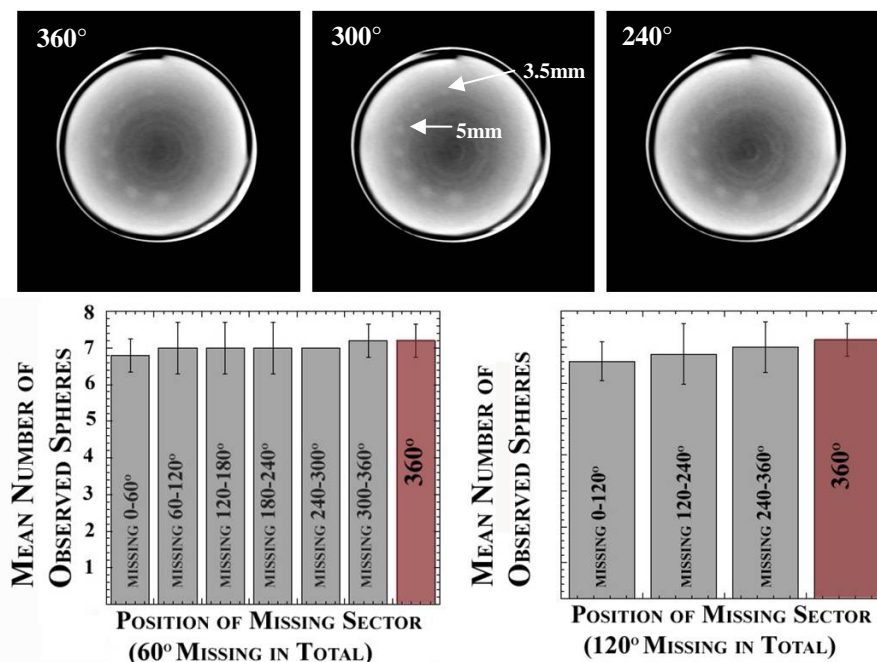 360°
300°
240°
3.5mm
5mm
8
7
6
5
4
3
2
1
MEAN NUMBER OF
OBSERVED SPHERES
MISSING 0-60°
MISSING 60-120°
MISSING 120-180°
MISSING 180-240°
MISSING 240-300°
MISSING 300-360°
360°
POSITION OF MISSING SECTOR
(60° MISSING IN TOTAL)
MEAN NUMBER OF
OBSERVED SPHERES
MISSING 0-120°
MISSING 120-240°
MISSING 240-360°
360°
POSITION OF MISSING SECTOR
(120° MISSING IN TOTAL)